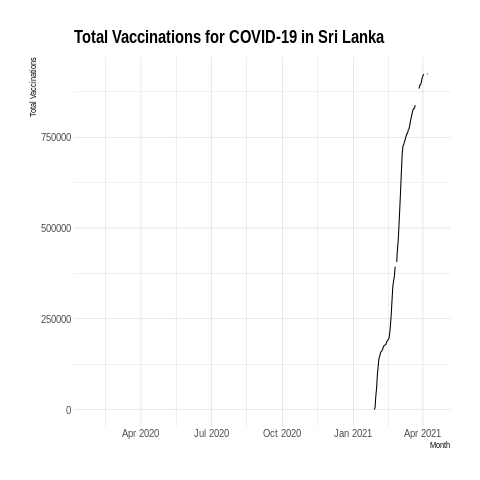 Total Vaccinations for COVID-19 in Sri Lanka
Total Vaccinations
750000
500000
250000
0
Apr 2020 Jul 2020 Oct 2020 Jan 2021 Apr 2021
Month